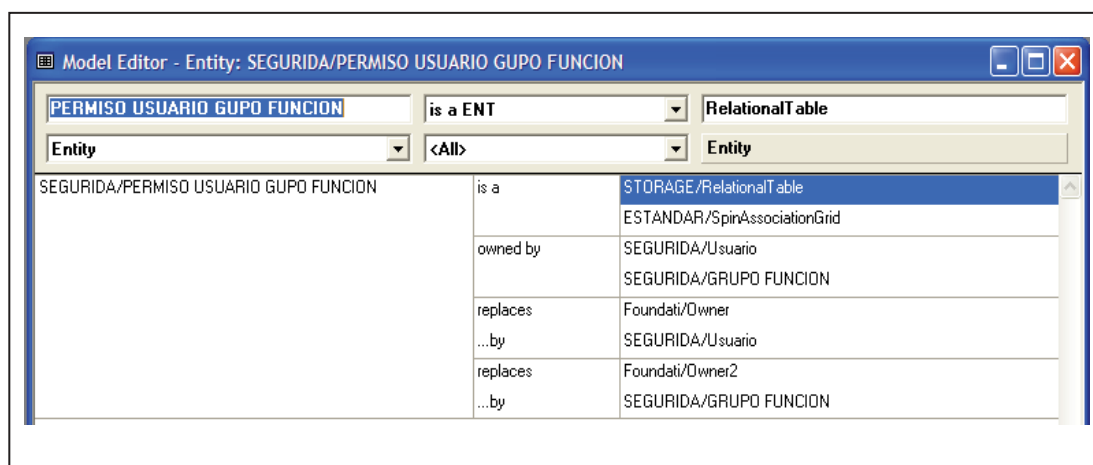 Model Editor - Entity: SEGURIDA/PERMISO USUARIO GUPO FUNCION
PERMISO USUARIO GUPO FUNCION is a ENT RelationalTable
Entity <All> Entity
SEGURIDA/PERMISO USUARIO GUPO FUNCION is a STORAGE/RelationalTable
ESTANDAR/SpinAssociationGrid
owned by SEGURIDA/Usuario
SEGURIDA/GRUPO FUNCION
replaces Foundati/Owner
...by SEGURIDA/Usuario
replaces Foundati/Owner2
...by SEGURIDA/GRUPO FUNCION